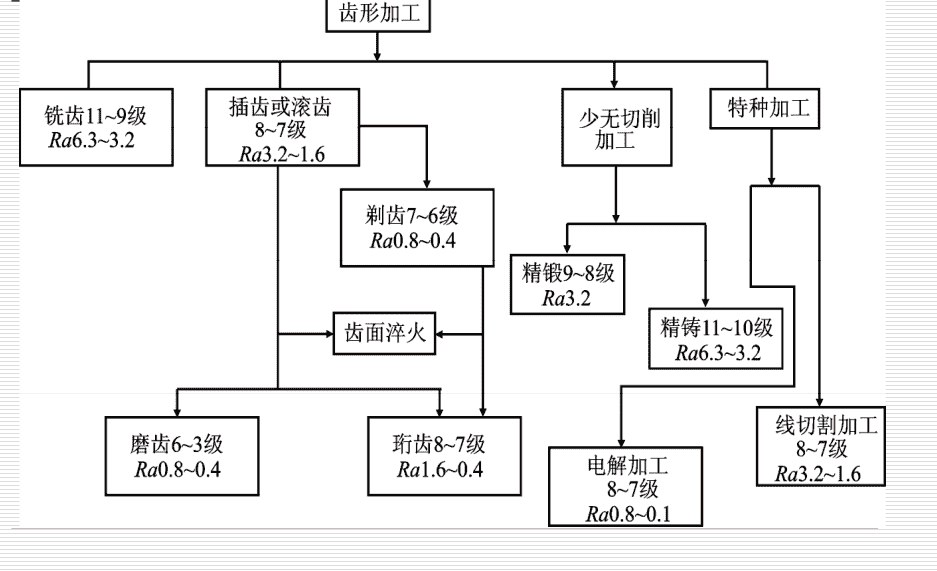 齿形加工
铣齿11~9级
Ra6.3~3.2
插齿或滚齿
8~7级
Ra3.2~1.6
少无切削
加工
特种加工
剃齿7~6级
Ra0.8~0.4
精锻9~8级
Ra3.2
齿面淬火
精铸11~10级
Ra6.3~3.2
磨齿6~3级
Ra0.8~0.4
珩齿8~7级
Ra1.6~0.4
电解加工
8~7级
Ra0.8~0.1
线切割加工
8~7级
Ra3.2~1.6